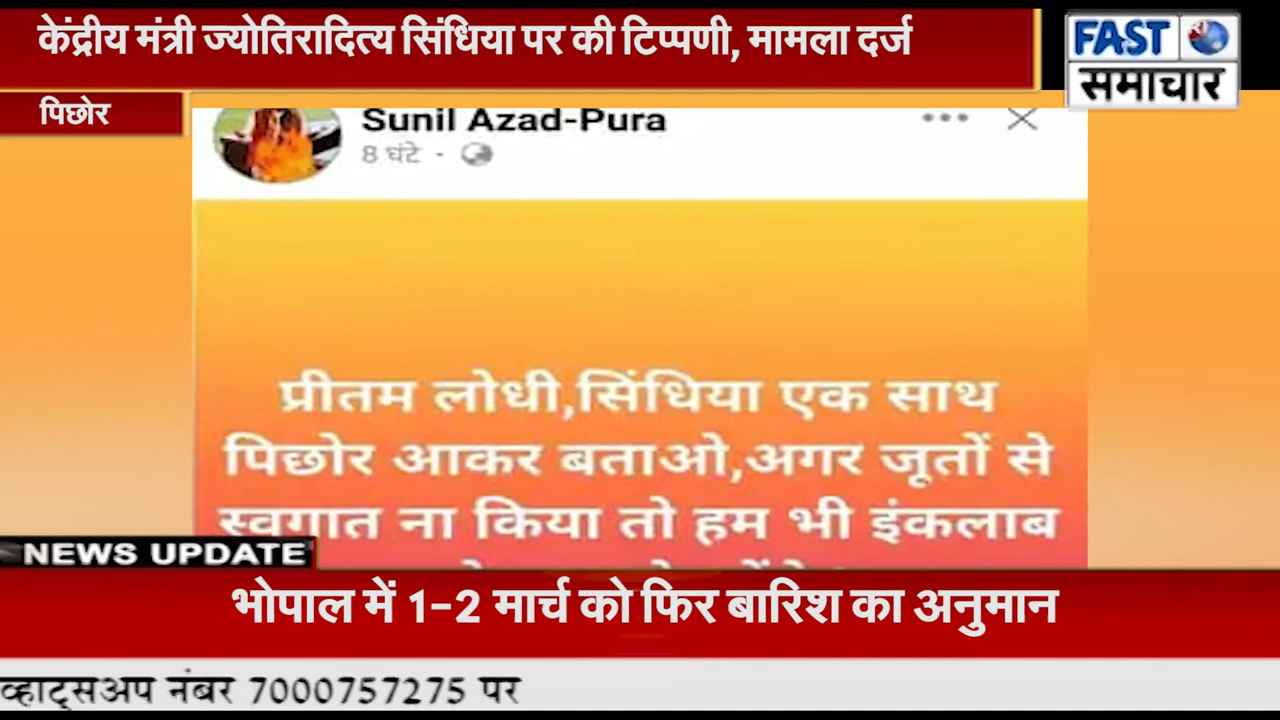 केंद्रीय मंत्री ज्योतिरादित्य सिंधिया पर की टिप्पणी, मामला दर्ज
FAST
समाचार
पिछोर
Sunil Azad-Pura
8 घंटे
प्रीतम लोधी,सिंधिया एक साथ
पिछोर आकर बताओ,अगर जूतों से
स्वगात ना किया तो हम भी इंकलाब
NEWS UPDATE
भोपाल में 1-2 मार्च को फिर बारिश का अनुमान
व्हाट्सअप नंबर 7000757275 पर